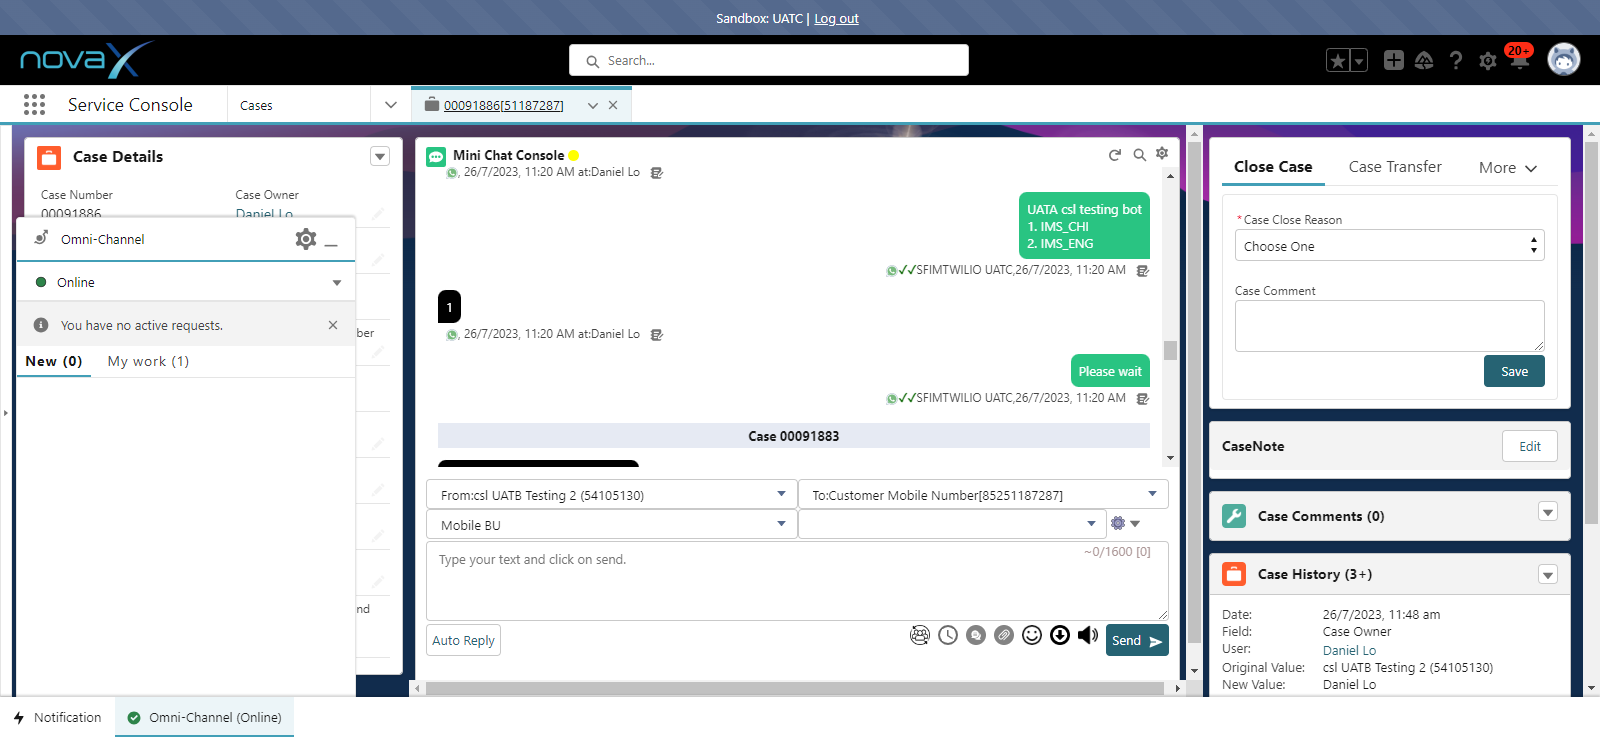 Sandbox: UATC | Log out
novaX
Search...
20+
Service Console
Cases
00091886[51187287]
Case Details
Case Number
Case Owner
00091886
Daniel Lo
Omni-Channel
Online
You have no active requests.
New (0)
My work (1)
ber
nd
Mini Chat Console
, 26/7/2023, 11:20 AM at:Daniel Lo
UATA csl testing bot
1. IMS_CHI
2. IMS_ENG
SFIMTWILIO UATC,26/7/2023, 11:20 AM
1
, 26/7/2023, 11:20 AM at:Daniel Lo
Please wait
SFIMTWILIO UATC,26/7/2023, 11:20 AM
Case 00091883
From:csl UATB Testing 2 (54105130)
To:Customer Mobile Number[85251187287]
Mobile BU
Type your text and click on send.
~0/1600 [0]
Auto Reply
Send
Close Case
Case Transfer
More
*Case Close Reason
Choose One
Case Comment
Save
CaseNote
Edit
Case Comments (0)
Case History (3+)
Date: 26/7/2023, 11:48 am
Field: Case Owner
User: Daniel Lo
Original Value: csl UATB Testing 2 (54105130)
New Value: Daniel Lo
Notification
Omni-Channel (Online)